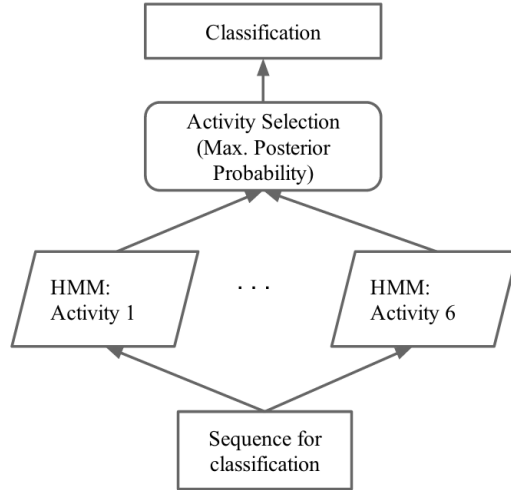 Classification
Activity Selection
(Max. Posterior
Probability)
HMM:
Activity 1
. . .
HMM:
Activity 6
Sequence for
classification